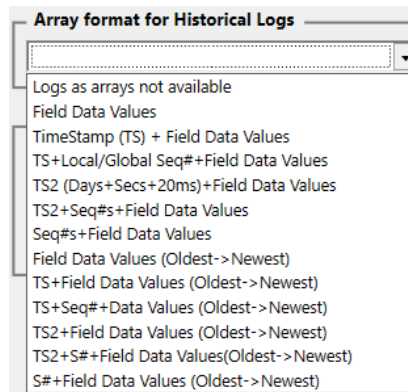 Array format for Historical Logs
Logs as arrays not available
Field Data Values
TimeStamp (TS) + Field Data Values
TS+Local/Global Seq#+Field Data Values
TS2 (Days+Secs+20ms)+Field Data Values
TS2+Seq#s+Field Data Values
Seq#s+Field Data Values
Field Data Values (Oldest->Newest)
TS+Field Data Values (Oldest->Newest)
TS+Seq#+Data Values (Oldest->Newest)
TS2+Field Data Values (Oldest->Newest)
TS2+S#+Field Data Values(Oldest->Newest)
S#+Field Data Values (Oldest->Newest)